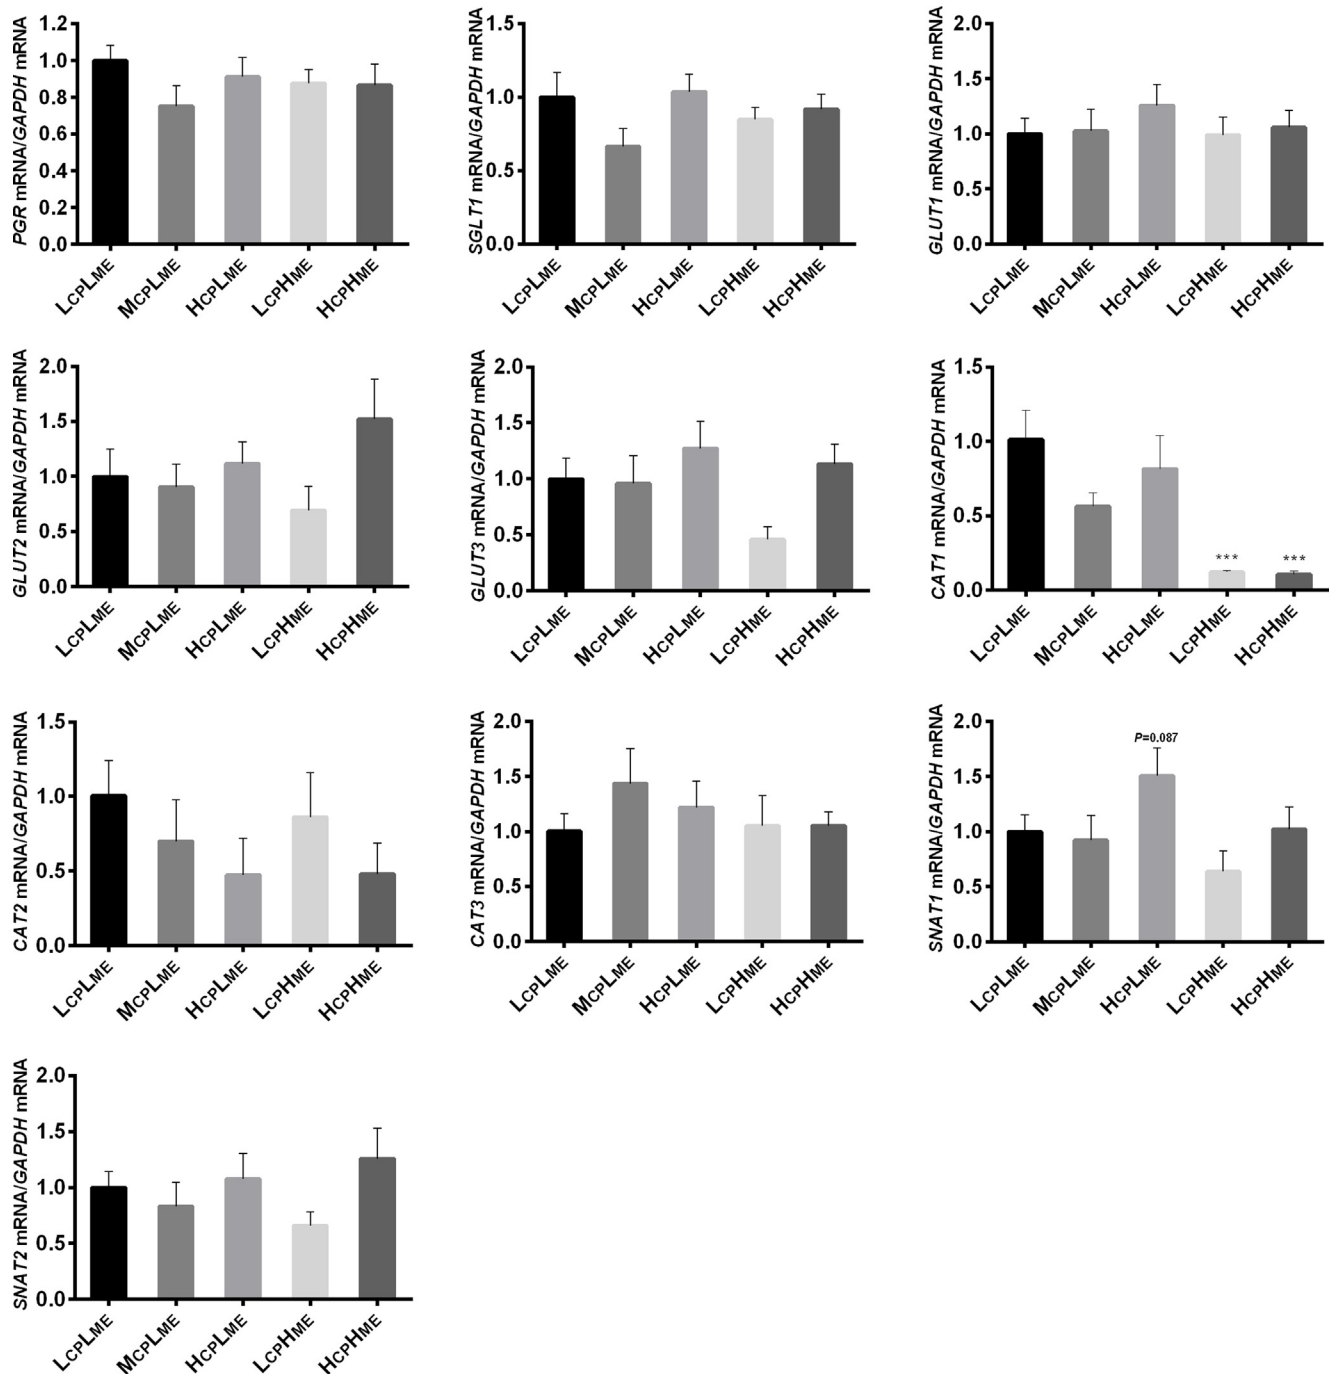 PGR mRNA/GAPDH mRNA
1.2
1.0
0.8
0.6
0.4
0.2
0.0
LCPLME MCPLME HCPLME LCPHME HCPHME
SGLT1 mRNA/GAPDH mRNA
1.5
1.0
0.5
0.0
LCPLME MCPLME HCPLME LCPHME HCPHME
GLUT1 mRNA/GAPDH mRNA
2.0
1.5
1.0
0.5
0.0
LCPLME MCPLME HCPLME LCPHME HCPHME
GLUT2 mRNA/GAPDH mRNA
2.0
1.5
1.0
0.5
0.0
LCPLME MCPLME HCPLME LCPHME HCPHME
GLUT3 mRNA/GAPDH mRNA
2.0
1.5
1.0
0.5
0.0
LCPLME MCPLME HCPLME LCPHME HCPHME
CAT1 mRNA/GAPDH mRNA
1.5
1.0
0.5
0.0
*** ***
LCPLME MCPLME HCPLME LCPHME HCPHME
CAT2 mRNA/GAPDH mRNA
1.5
1.0
0.5
0.0
LCPLME MCPLME HCPLME LCPHME HCPHME
CAT3 mRNA/GAPDH mRNA
2.0
1.5
1.0
0.5
0.0
LCPLME MCPLME HCPLME LCPHME HCPHME
SNAT1 mRNA/GAPDH mRNA
2.0
1.5
1.0
0.5
0.0
P=0.087
LCPLME MCPLME HCPLME LCPHME HCPHME
SNAT2 mRNA/GAPDH mRNA
2.0
1.5
1.0
0.5
0.0
LCPLME MCPLME HCPLME LCPHME HCPHME